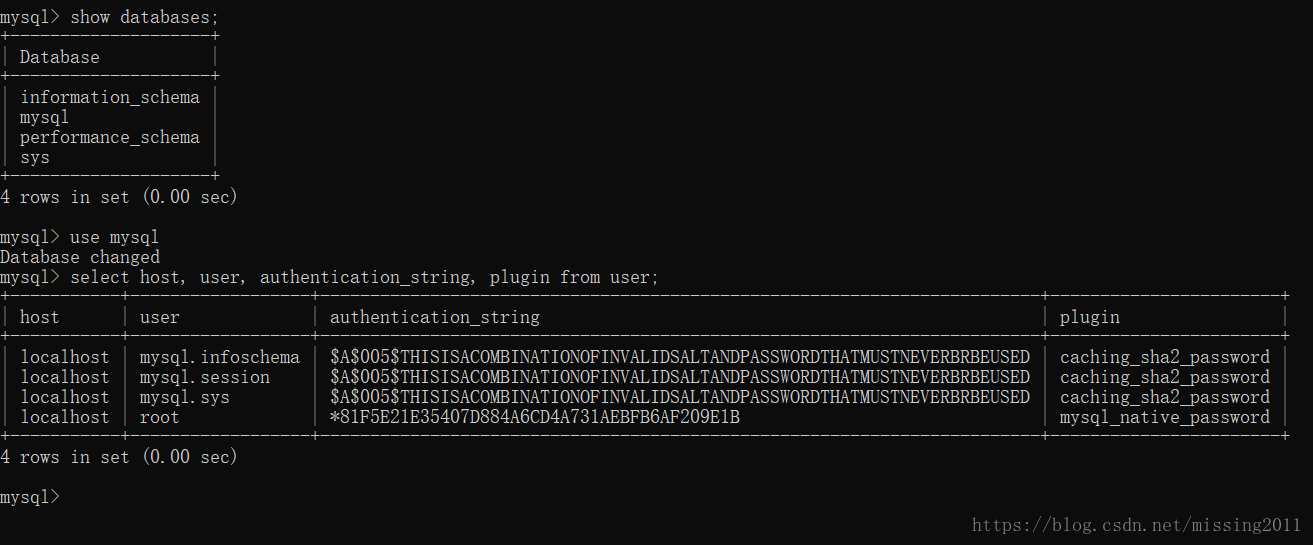 mysql> show databases;
+--------------------+
| Database           |
+--------------------+
| information_schema |
| mysql              |
| performance_schema |
| sys                |
+--------------------+
4 rows in set (0.00 sec)
mysql> use mysql
Database changed
mysql> select host, user, authentication_string, plugin from user;
+-----------+------------------+------------------------------------------------------------------------+-----------------------+
| host      | user             | authentication_string                                                  | plugin                |
+-----------+------------------+------------------------------------------------------------------------+-----------------------+
| localhost | mysql.infoschema | $A$005$THISISACOMBINATIONOFINVALIDSALTANDPASSWORDTHATMUSTNEVERBRBEUSED | caching_sha2_password |
| localhost | mysql.session    | $A$005$THISISACOMBINATIONOFINVALIDSALTANDPASSWORDTHATMUSTNEVERBRBEUSED | caching_sha2_password |
| localhost | mysql.sys        | $A$005$THISISACOMBINATIONOFINVALIDSALTANDPASSWORDTHATMUSTNEVERBRBEUSED | caching_sha2_password |
| localhost | root             | *81F5E21E35407D884A6CD4A731AEBFB6AF209E1B                              | mysql_native_password |
+-----------+------------------+------------------------------------------------------------------------+-----------------------+
4 rows in set (0.00 sec)
mysql>
https://blog.csdn.net/missing2011